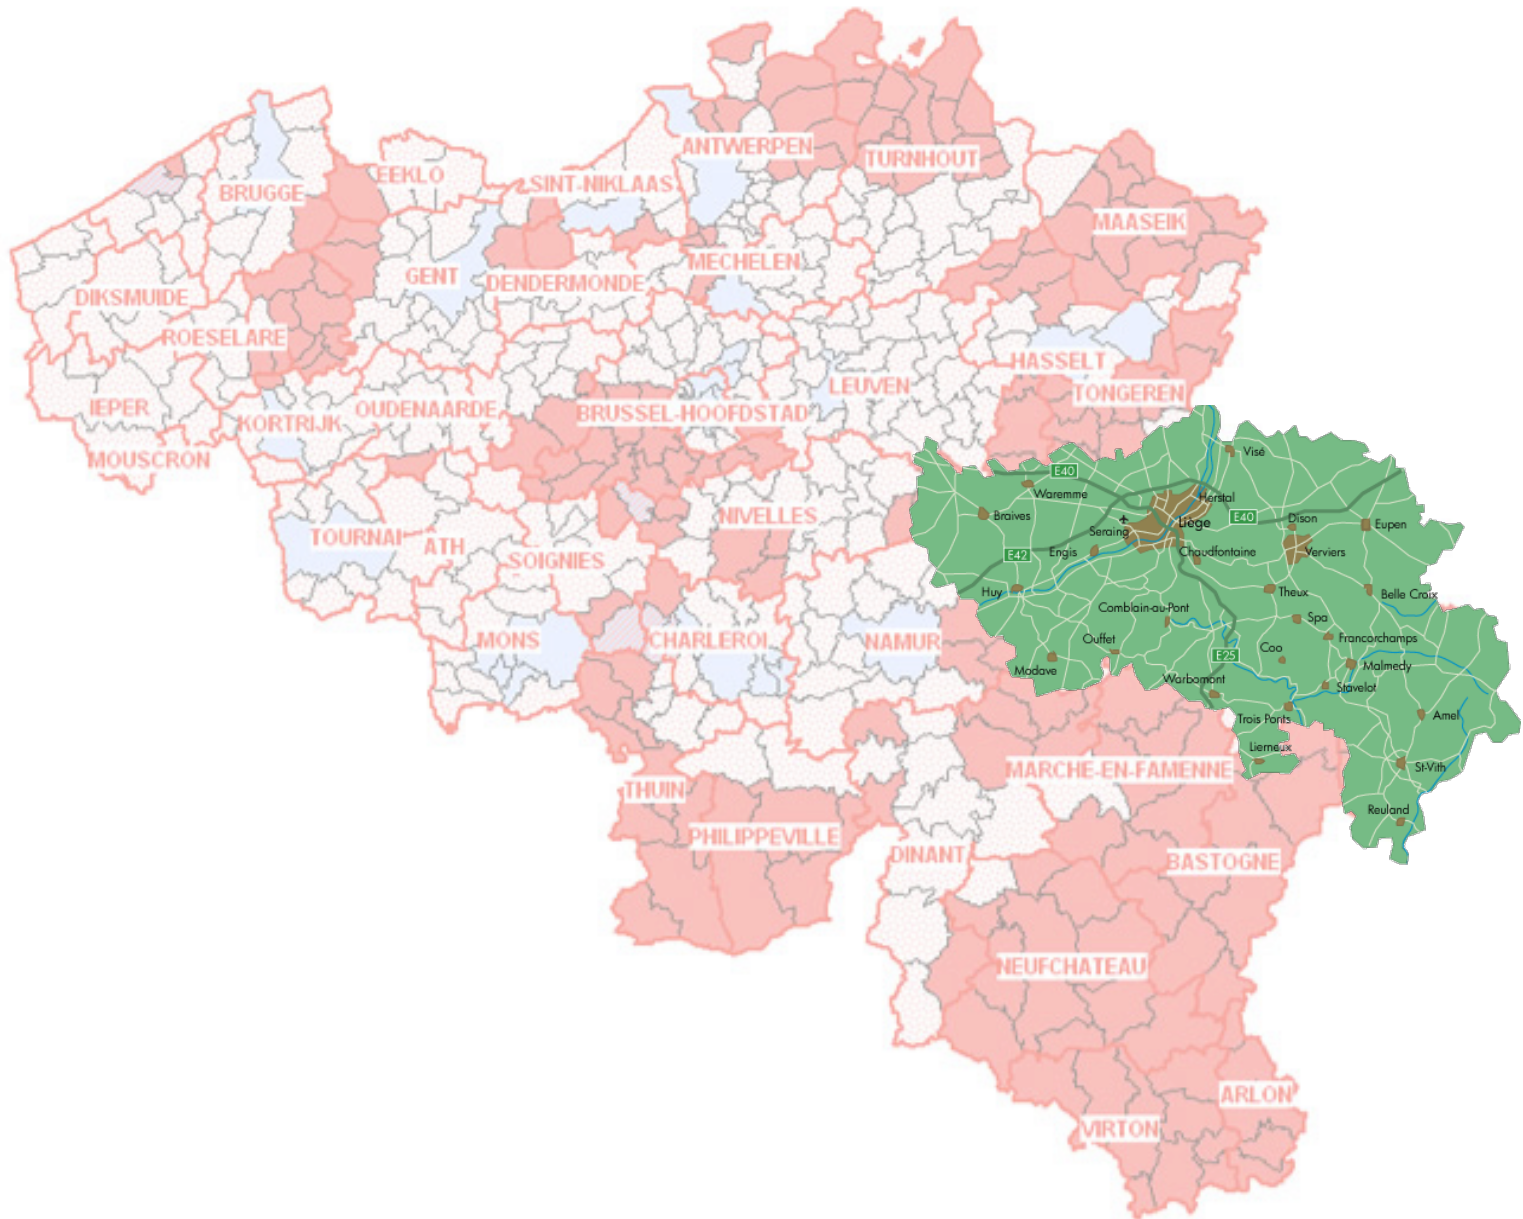 ANTWERPEN
TURNHOUT
EEKLO
BRUGGE
SINT-NIKLAAS
MAASEIK
MECHELEN
GENT
DENDERMONDE
DIKSMUIDE
ROESELARE
HASSELT
LEUVEN
TONGEREN
IEPER
KORTRIJK
OUDENAARDE
BRUSSEL-HOOFDSTAD
MOUSCRON
Visé
E40
Waremme
Herstal
Braives
NIVELLES
E40
Liège
Dison
Eupen
Seraing
TOURNAI
ATH
SOIGNIES
E42
Engis
Chaudfontaine
Verviers
Huy
Theux
Belle Croix
Comblain-au-Pont
Spa
MONS
CHARLEROI
NAMUR
Ouffet
Francorchamps
Coo
E25
Modave
Malmedy
Warbomont
Stavelot
Trois Ponts
Amel
Lierneux
MARCHE-EN-FAMENNE
St-Vith
THUIN
Reuland
PHILIPPEVILLE
DINANT
BASTOGNE
NEUFCHATEAU
ARLON
VIRTON